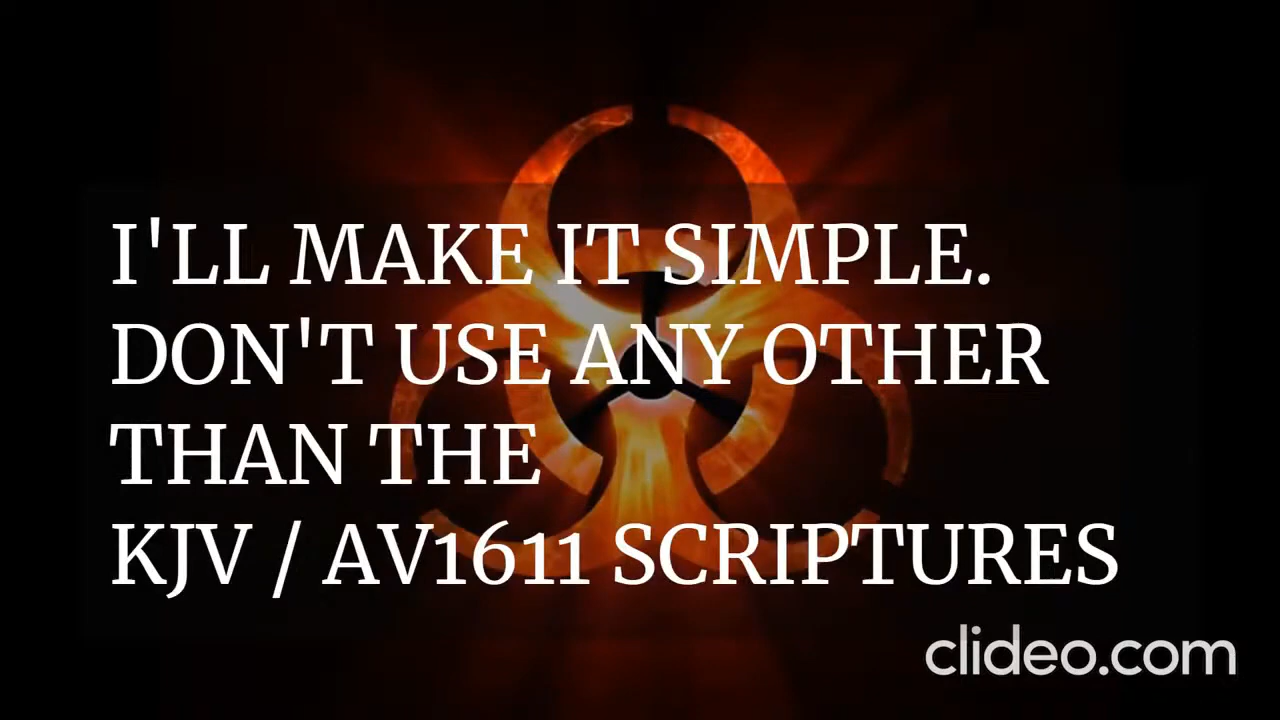 I'LL MAKE IT SIMPLE.
DON'T USE ANY OTHER
THAN THE
KJV / AV1611 SCRIPTURES
clideo.com